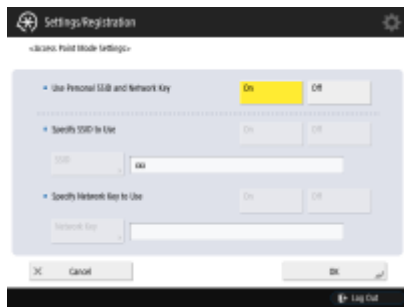 Settings/Registration
<Access Point Mode Settings>
Use Personal SSID and Network Key
On
Off
Specify SSID to Use
On
Off
SSID
Specify Network Key to Use
On
Off
Network Key
Cancel
OK
Log Out